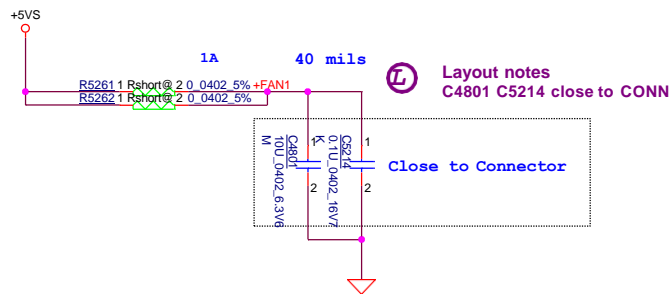 +5VS
1A
40 mils
L
Layout notes
C4801 C5214 close to CONN
R5261 1 Rshort@ 2 0_0402_5% +FAN1
R5262 1 Rshort@ 2 0_0402_5%
C4801
10U_0402_6.3V6
M
1
2
C5214
0.1U_0402_16V7
K
1
2
Close to Connector